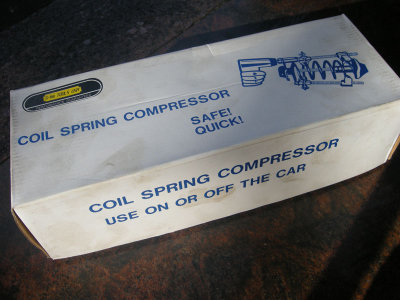 COIL SPRING COMPRESSOR
SAFE!
QUICK!
COIL SPRING COMPRESSOR
USE ON OR OFF THE CAR